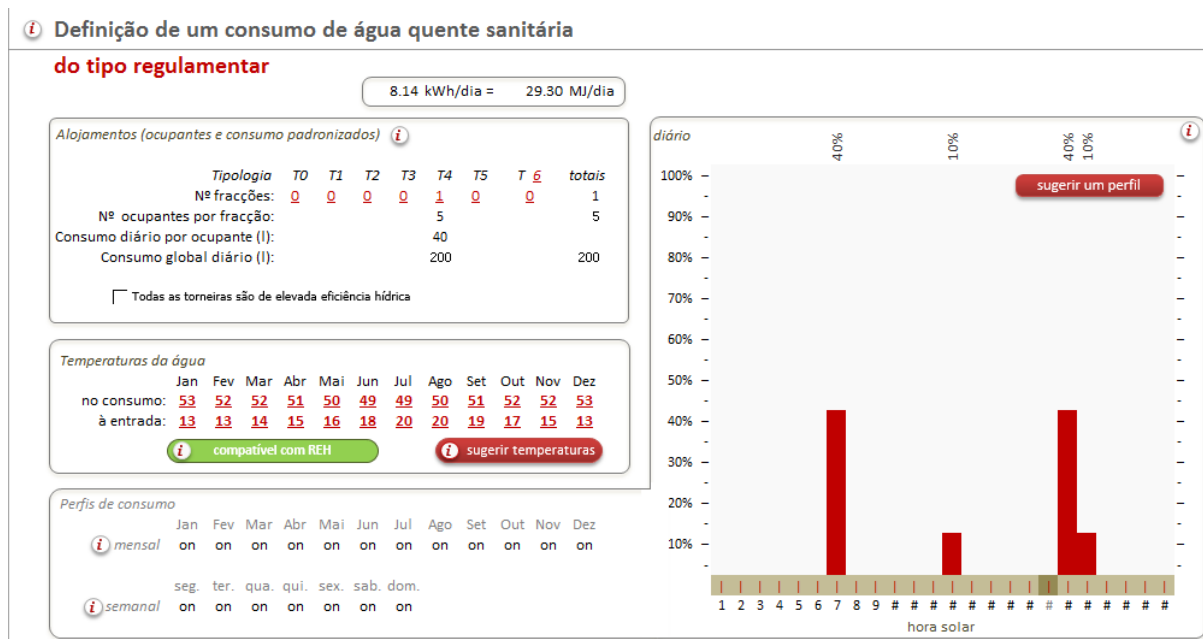 i Definição de um consumo de água quente sanitária
do tipo regulamentar
8.14 kWh/dia = 29.30 MJ/dia
Alojamentos (ocupantes e consumo padronizados) i
Tipologia T0 T1 T2 T3 T4 T5 T 6 totais
Nº fracções: 0 0 0 0 1 0 0 1
Nº ocupantes por fracção: 5 5
Consumo diário por ocupante (l): 40
Consumo global diário (l): 200 200
Todas as torneiras são de elevada eficiência hídrica
Temperaturas da água
Jan Fev Mar Abr Mai Jun Jul Ago Set Out Nov Dez
no consumo: 53 52 52 51 50 49 49 50 51 52 52 53
à entrada: 13 13 14 15 16 18 20 20 19 17 15 13
i compatível com REH
i sugerir temperaturas
Perfis de consumo
Jan Fev Mar Abr Mai Jun Jul Ago Set Out Nov Dez
i mensal on on on on on on on on on on on on
seg. ter. qua. qui. sex. sab. dom.
i semanal on on on on on on on
diário i
40% 10% 40% 10%
sugerir um perfil
100%
90%
80%
70%
60%
50%
40%
30%
20%
10%
1 2 3 4 5 6 7 8 9 # # # # # # # # # # # # # # #
hora solar